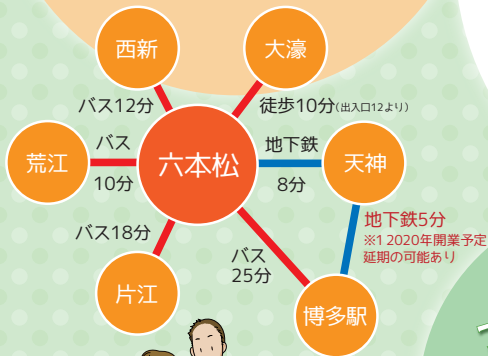 西新
大濠
バス12分
徒歩10分(出入口12より)
荒江
バス
10分
六本松
地下鉄
8分
天神
バス18分
地下鉄5分
※1 2020年開業予定
延期の可能あり
バス
25分
片江
博多駅